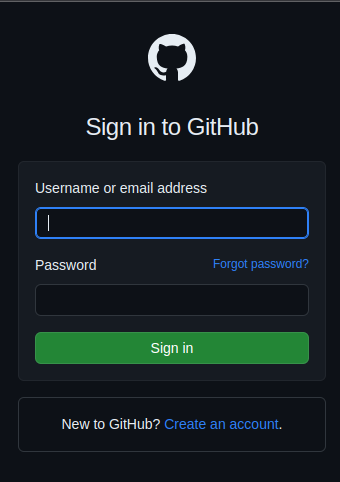 Sign in to GitHub
Username or email address
Password Forgot password?
Sign in
New to GitHub? Create an account.